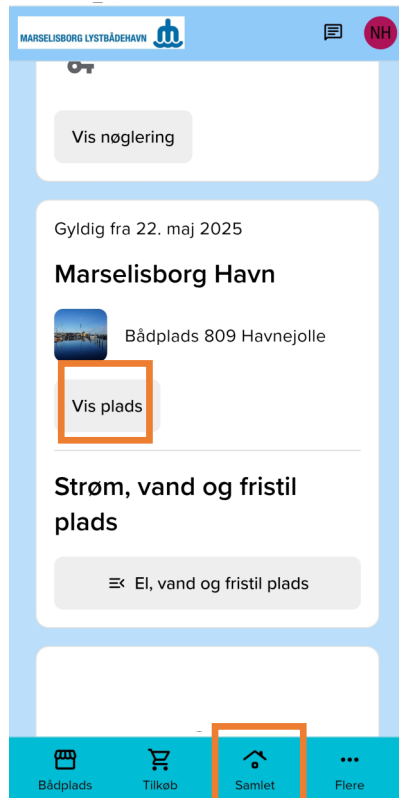 MARSELISBORG LYSTBÅDEHAVN
NH
Vis nøglering
Gyldig fra 22. maj 2025
Marselisborg Havn
Bådplads 809 Havnejolle
Vis plads
Strøm, vand og fristil
plads
El, vand og fristil plads
Bådplads
Tilkøb
Samlet
Flere